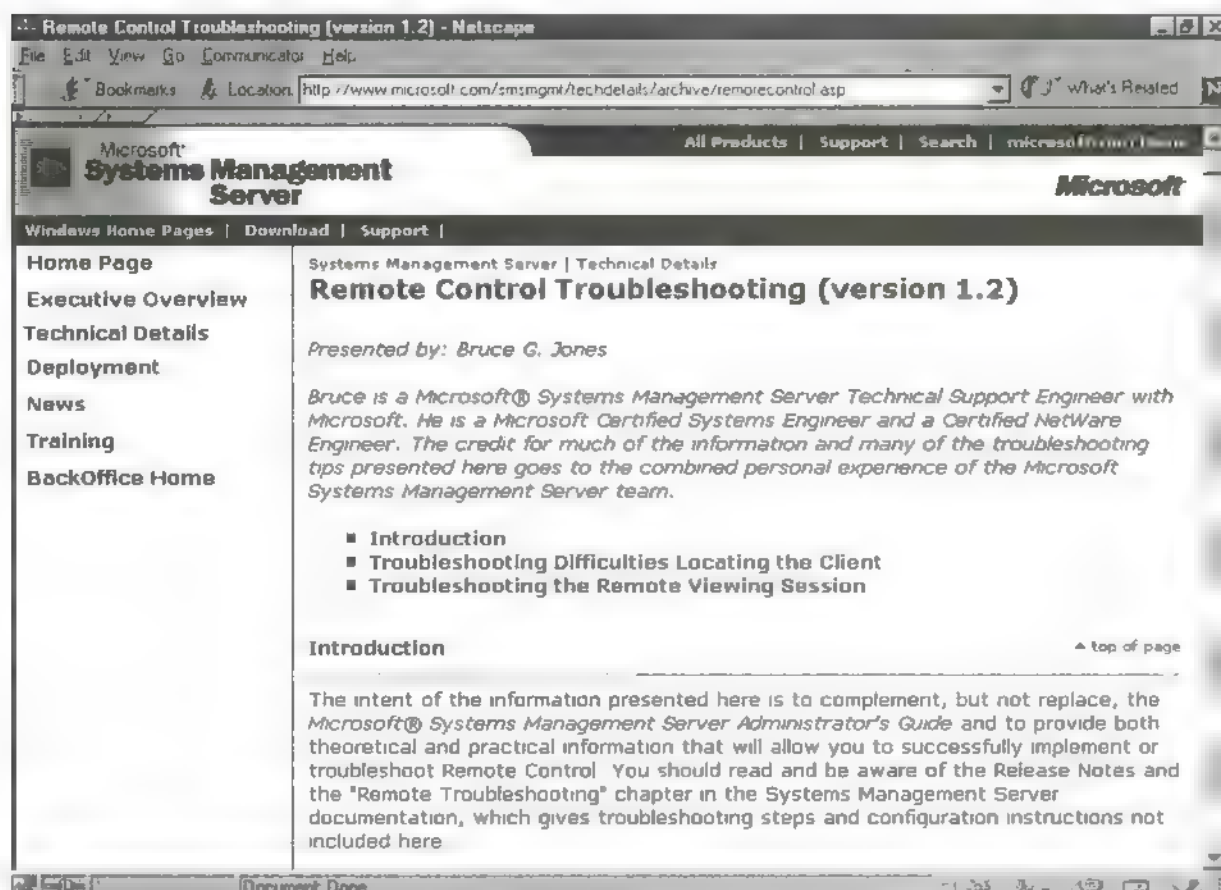 Remote Control Troubleshooting (version 1.2) - Netscape
File Edit View Go Communicator Help
Bookmarks Location http://www.microsoft.com/smsmgmt/techdetails/archive/remotecontrol.asp What's Related
All Products | Support | Search |
Microsoft
Systems Management
Server
Microsoft
Windows Home Pages | Download | Support |
Home Page
Executive Overview
Technical Details
Deployment
News
Training
BackOffice Home
Systems Management Server | Technical Details
Remote Control Troubleshooting (version 1.2)
Presented by: Bruce G. Jones
Bruce is a Microsoft® Systems Management Server Technical Support Engineer with
Microsoft. He is a Microsoft Certified Systems Engineer and a Certified NetWare
Engineer. The credit for much of the information and many of the troubleshooting
tips presented here goes to the combined personal experience of the Microsoft
Systems Management Server team.
■ Introduction
■ Troubleshooting Difficulties Locating the Client
■ Troubleshooting the Remote Viewing Session
Introduction
▲ top of page
The intent of the information presented here is to complement, but not replace, the
Microsoft® Systems Management Server Administrator's Guide and to provide both
theoretical and practical information that will allow you to successfully implement or
troubleshoot Remote Control. You should read and be aware of the Release Notes and
the "Remote Troubleshooting" chapter in the Systems Management Server
documentation, which gives troubleshooting steps and configuration instructions not
included here
Document Done